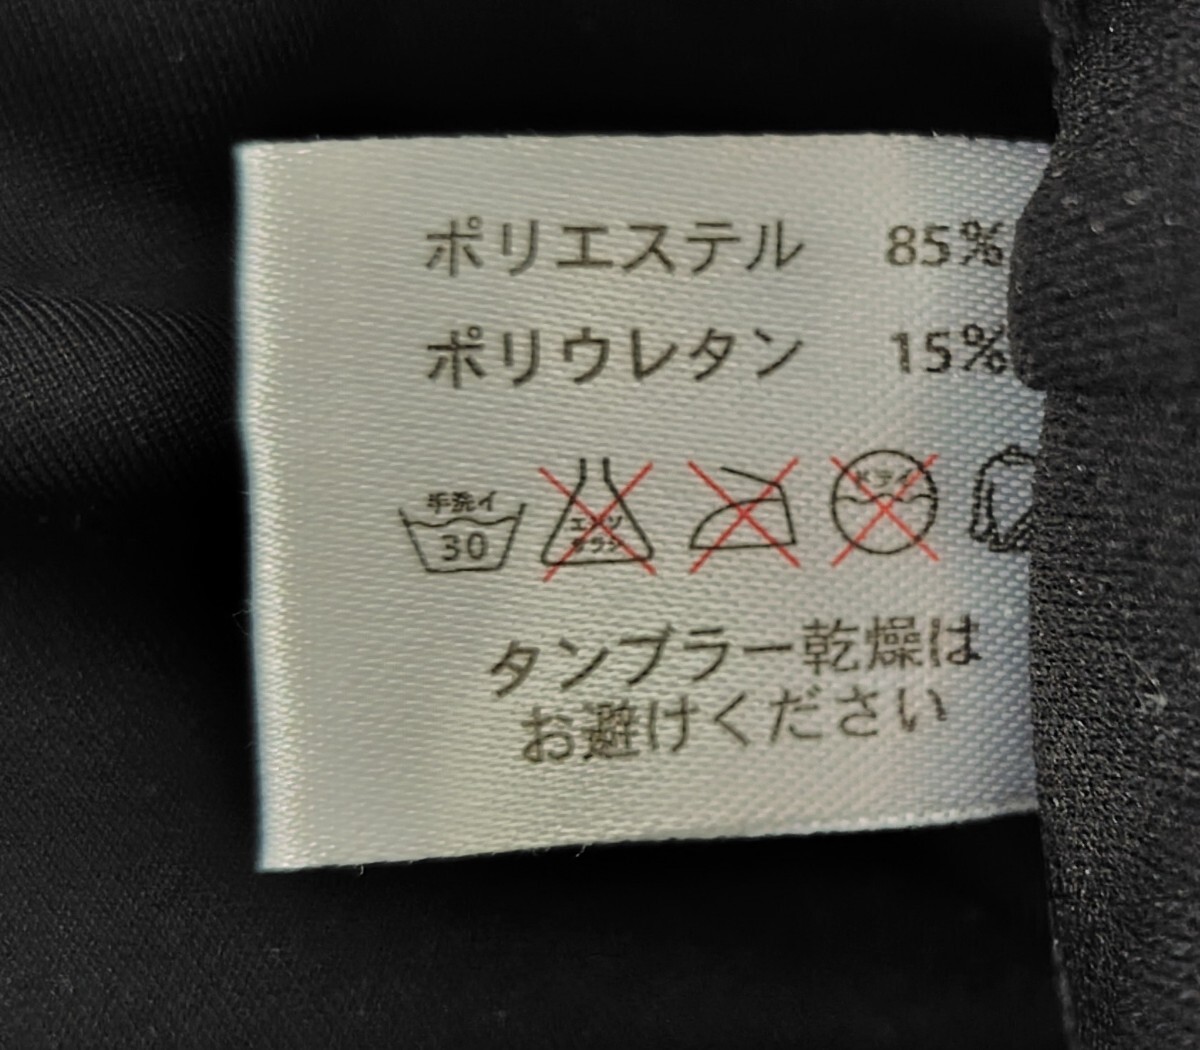 ポリエステル 85%
ポリウレタン 15%
手洗イ 30 エンソサラシ ドライ
タンブラー乾燥は
お避けください